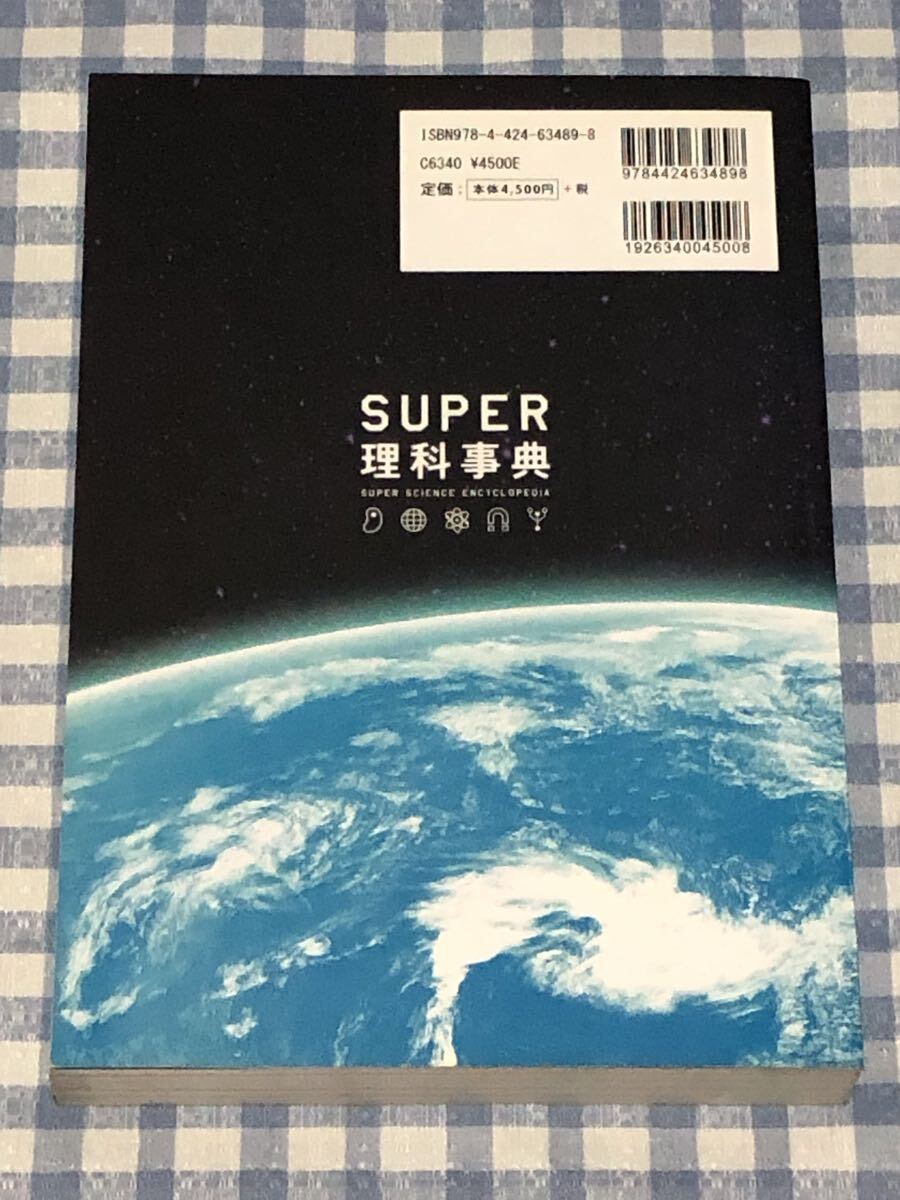 ISBN978-4-424-63489-8
C6340 ¥4500E
定価：本体4,500円＋税
9784424634898
1926340045008
SUPER
理科事典
SUPER SCIENCE ENCYCLOPEDIA